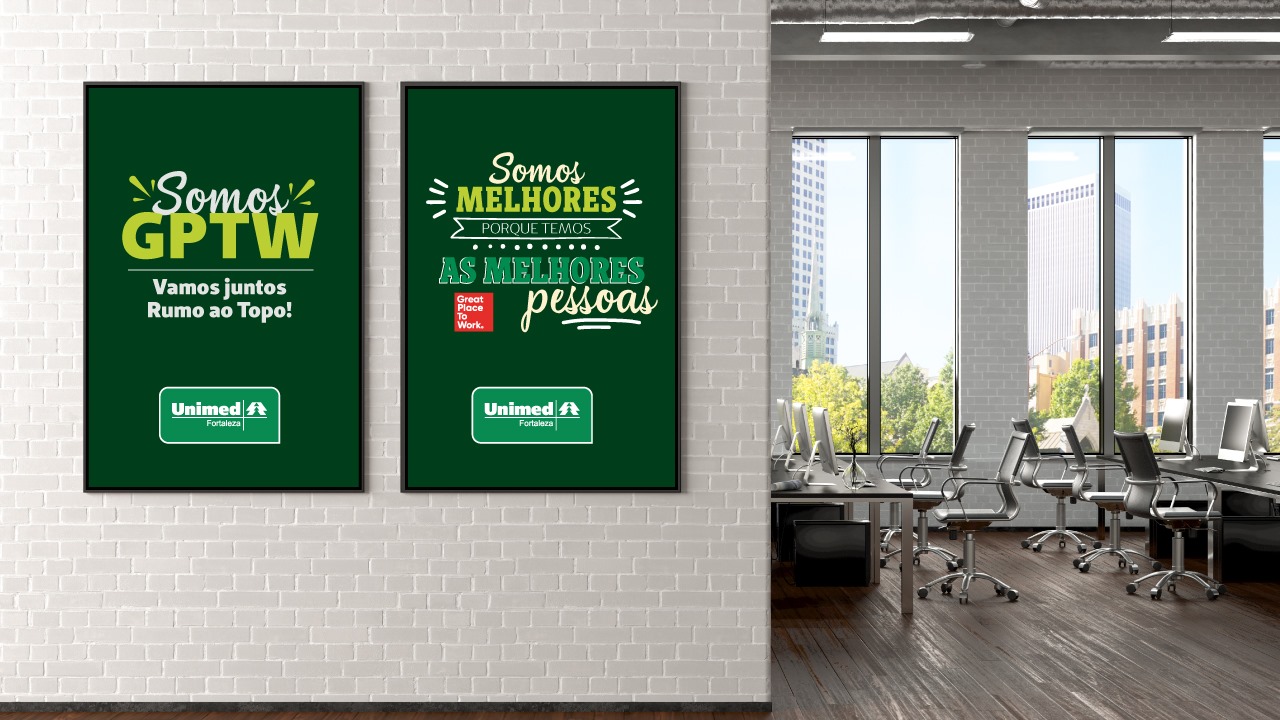 Somos
GPTW
Vamos juntos
Rumo ao Topo!
Unimed
Fortaleza
Somos
MELHORES
PORQUE TEMOS
AS MELHORES
pessoas
Great
Place
To
Work.
Unimed
Fortaleza